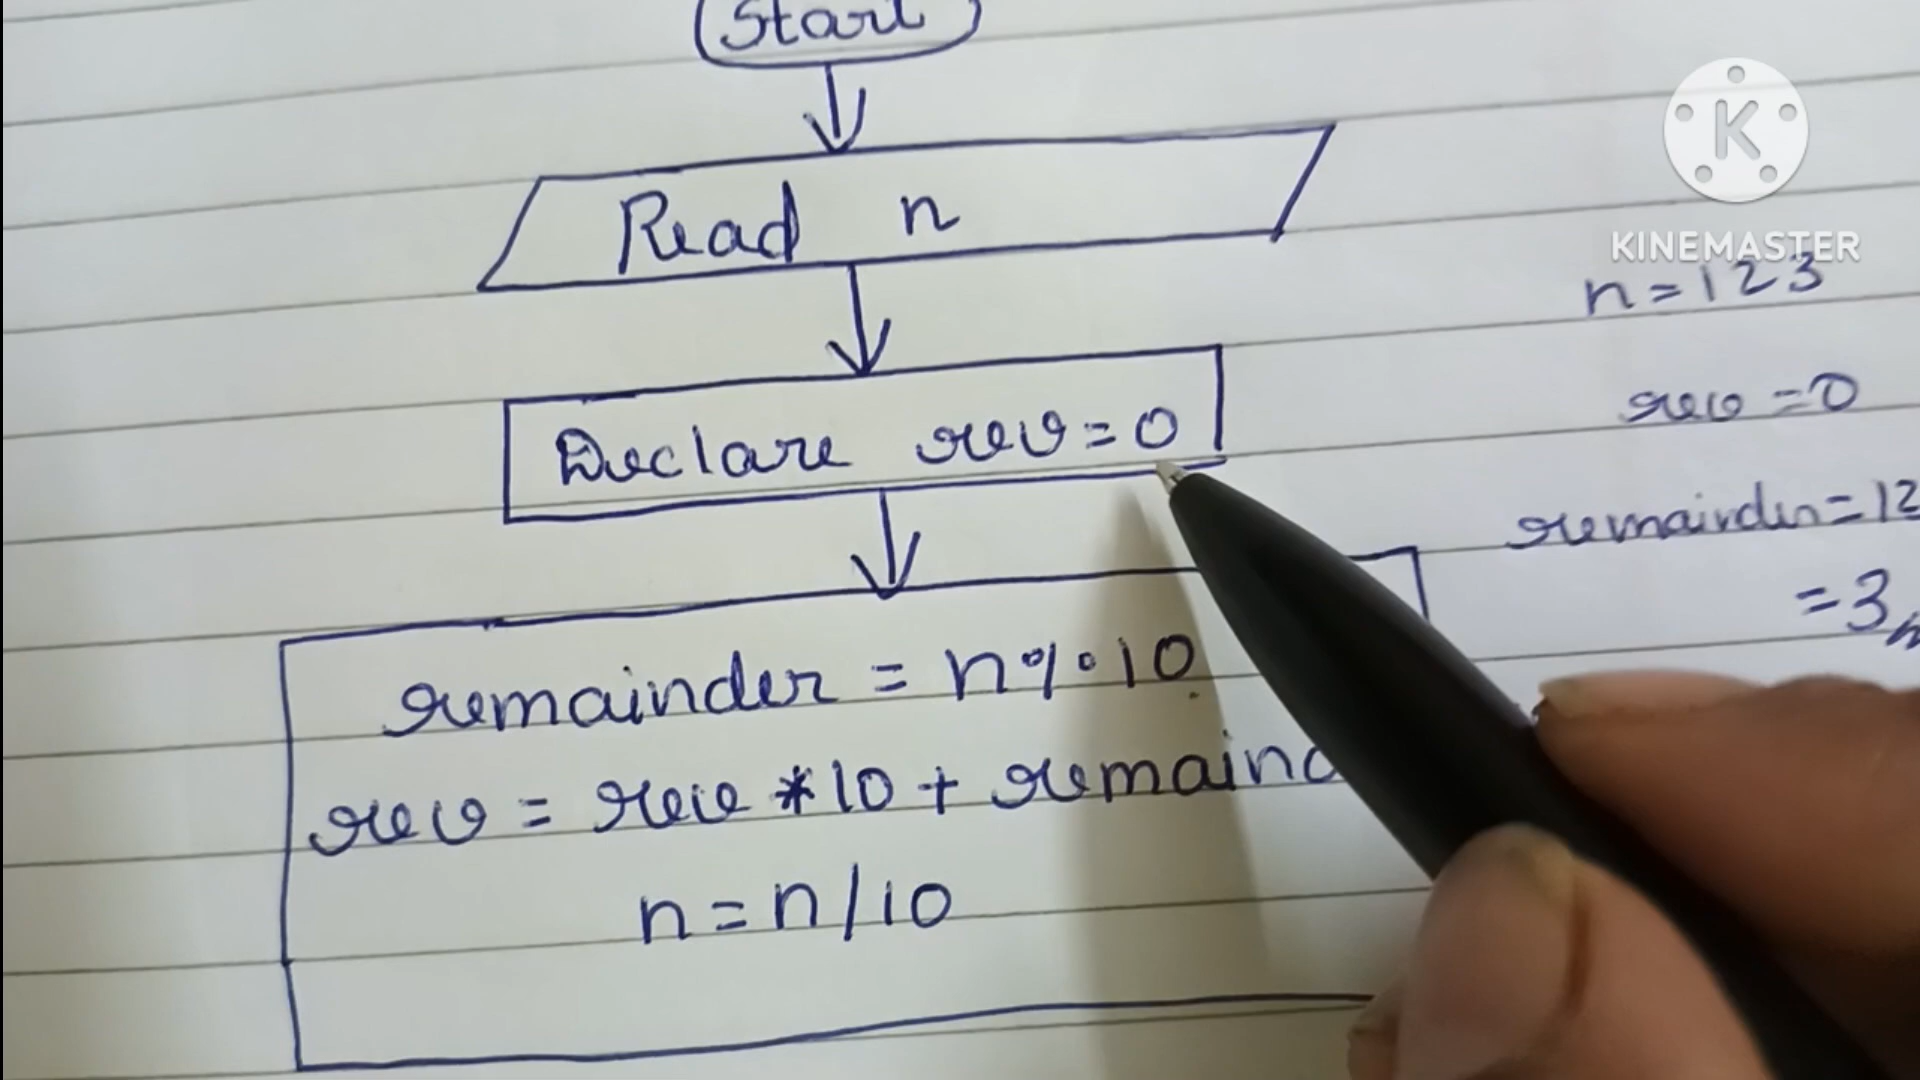 Start
Read n
Declare rev=0
remainder = n%10
rev = rev *10 + remaind
n=n/10
K
KINEMASTER
n=123
rev=0
remainder=12
=3